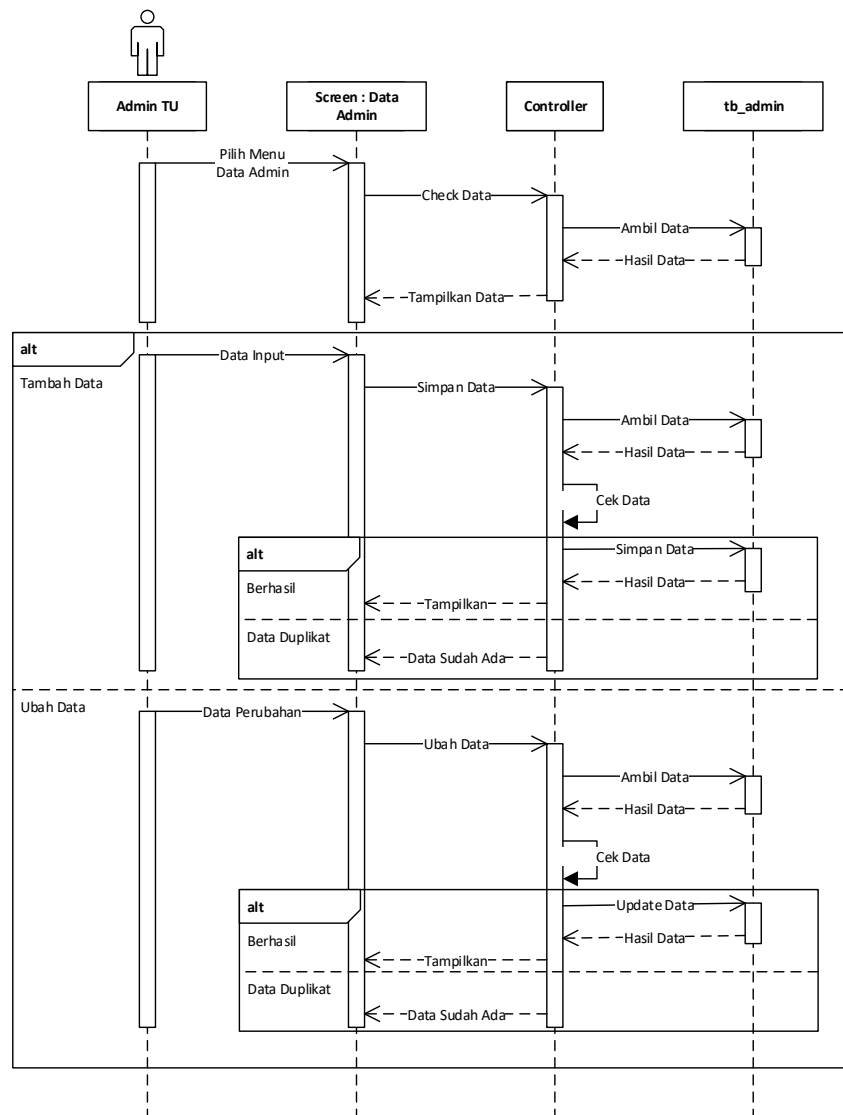 Admin TU
Screen : Data
Admin
Controller
tb_admin
Pilih Menu
Data Admin
Check Data
Ambil Data
Hasil Data
Tampilkan Data
alt
Tambah Data
Data Input
Simpan Data
Ambil Data
Hasil Data
Cek Data
alt
Simpan Data
Berhasil
Hasil Data
Tampilkan
Data Duplikat
Data Sudah Ada
Ubah Data
Data Perubahan
Ubah Data
Ambil Data
Hasil Data
Cek Data
alt
Update Data
Berhasil
Hasil Data
Tampilkan
Data Duplikat
Data Sudah Ada